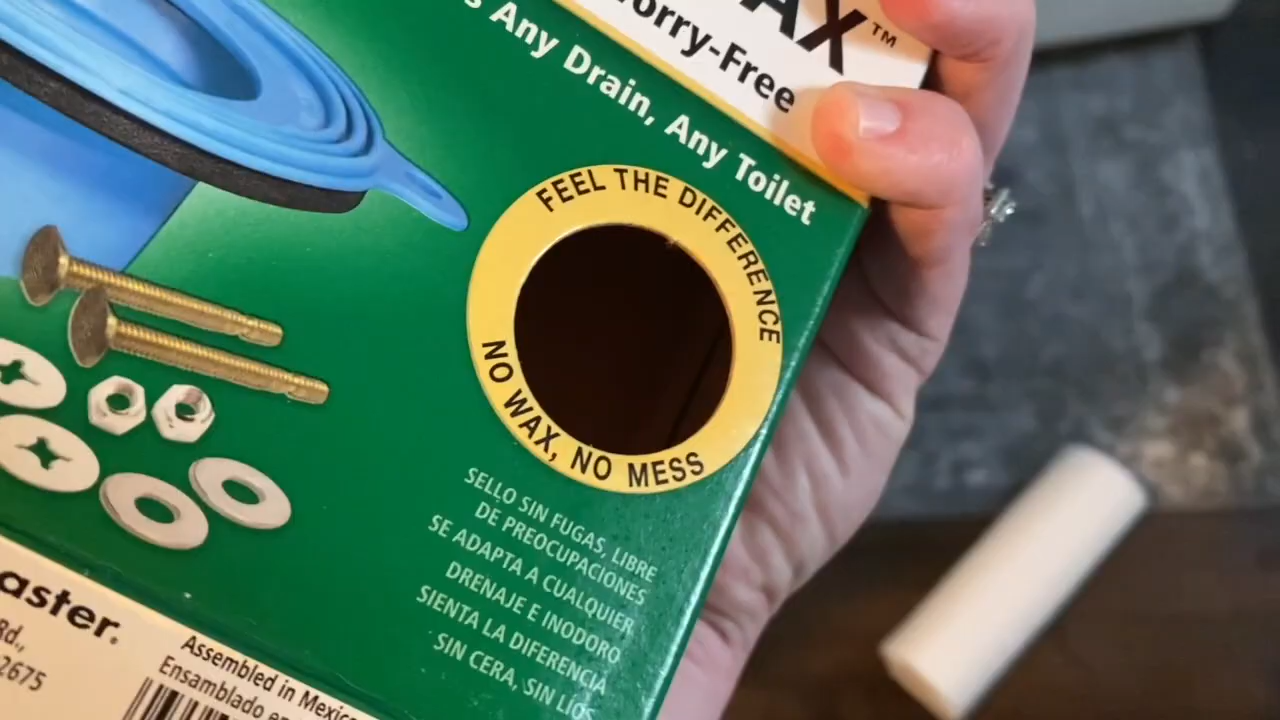 AX™
orry-Free
s Any Drain, Any Toilet
FEEL THE DIFFERENCE
NO WAX, NO MESS
SELLO SIN FUGAS, LIBRE
DE PREOCUPACIONES
SE ADAPTA A CUALQUIER
DRENAJE E INODORO
SIENTA LA DIFERENCIA
SIN CERA, SIN LÍOS
aster.
Rd.,
2675
Assembled in Mexic
Ensamblado en